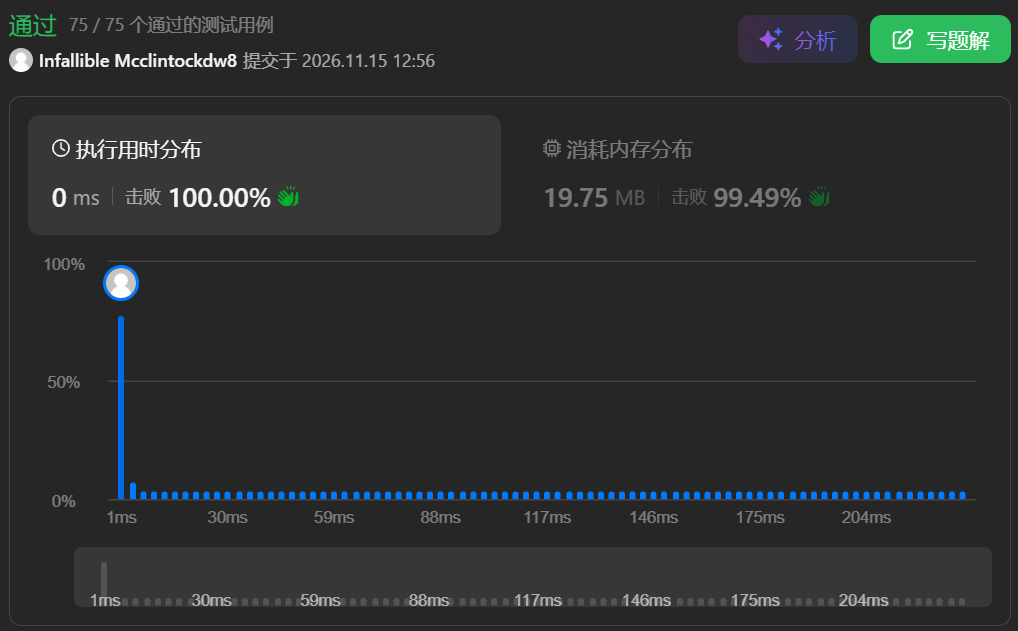 通过 75 / 75 个通过的测试用例
分析 写题解
Infallible Mcclintockdw8 提交于 2026.11.15 12:56
执行用时分布
0 ms 击败 100.00%
消耗内存分布
19.75 MB 击败 99.49%
100%
50%
0%
1ms 30ms 59ms 88ms 117ms 146ms 175ms 204ms
1ms 30ms 59ms 88ms 117ms 146ms 175ms 204ms